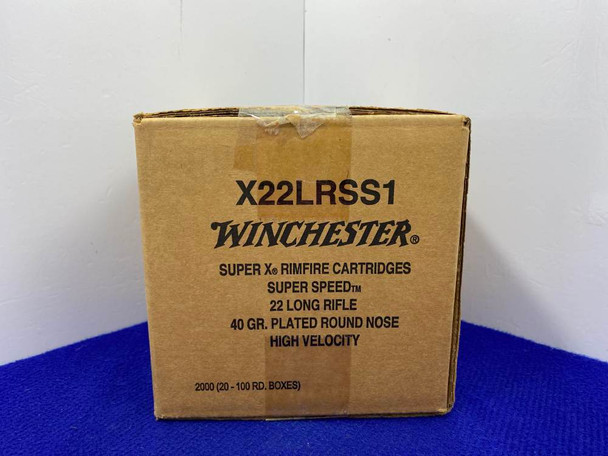 X22LRSS1
WINCHESTER®
SUPER X® RIMFIRE CARTRIDGES
SUPER SPEED™
22 LONG RIFLE
40 GR. PLATED ROUND NOSE
HIGH VELOCITY
2000 (20 - 100 RD. BOXES)